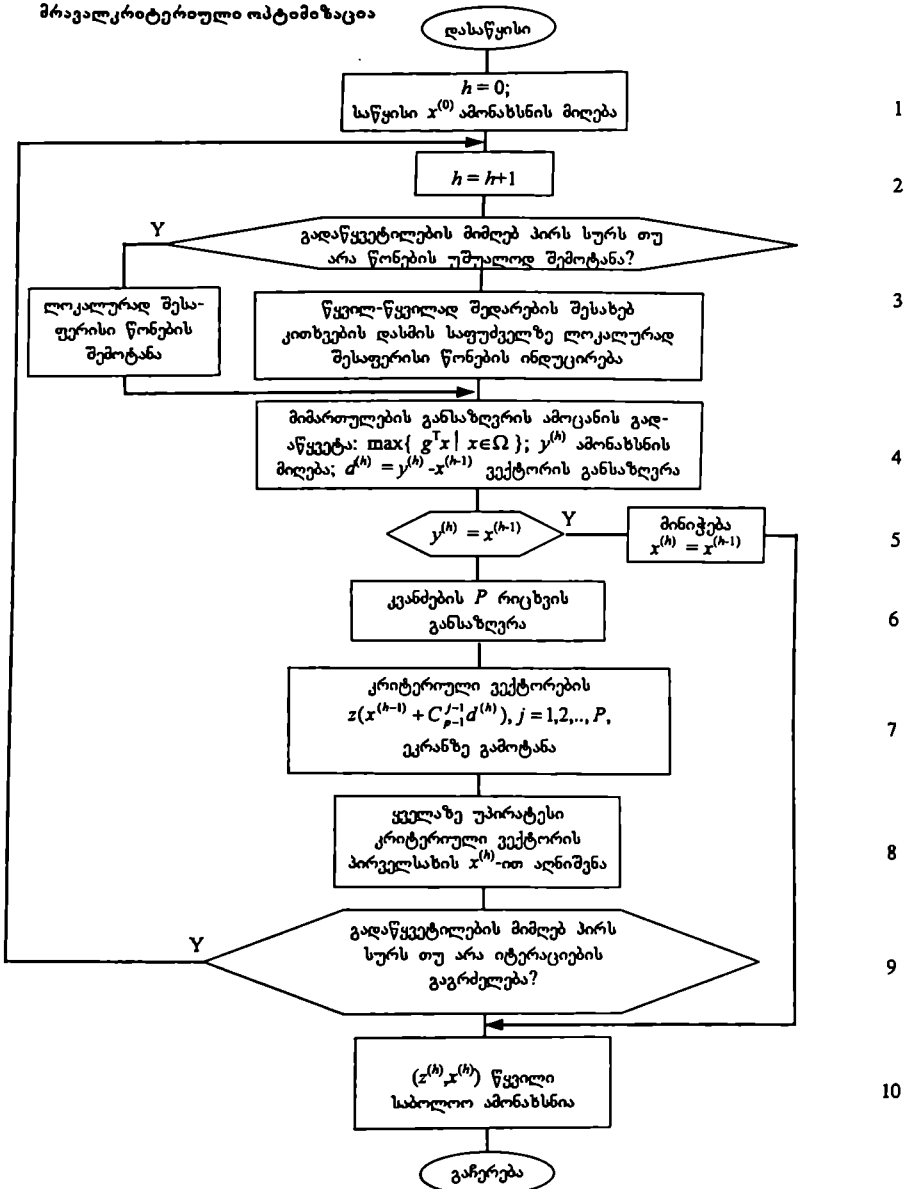 მრავალკრიტერიული ოპტიმიზაცია
დასაწყისი
h = 0;
საწყისი x^(0) ამონახსნის მიღება
1
h = h+1
2
გადაწყვეტილების მიმღებ პირს სურს თუ
არა წონების უშუალოდ შემოტანა?
Y
ლოკალურად შესა-
ფერისი წონების
შემოტანა
წყვილ-წყვილად შედარების შესახებ
კითხვების დასმის საფუძველზე ლოკალურად
შესაფერისი წონების ინდუცირება
3
მიმართულების განსაზღვრის ამოცანის გად-
აწყვეტა: max{ g^T x | x∈Ω }; y^(h) ამონახსნის
მიღება; d^(h) = y^(h) -x^(h-1) ვექტორის განსაზღვრა
4
y^(h) = x^(h-1)
Y
მინიჭება
x^(h) = x^(h-1)
5
კვანძების P რიცხვის
განსაზღვრა
6
კრიტერიული ვექტორების
z(x^(h-1) + C_{p-1}^{j-1} d^(h)), j = 1,2,.., P,
ეკრანზე გამოტანა
7
ყველაზე უპირატესი
კრიტერიული ვექტორის
პირველსახის x^(h)-ით აღნიშვნა
8
Y
გადაწყვეტილების მიმღებ პირს
სურს თუ არა იტერაციების
გაგრძელება?
9
(z^(h),x^(h)) წყვილი
საბოლოო ამონახსნია
10
გაჩერება